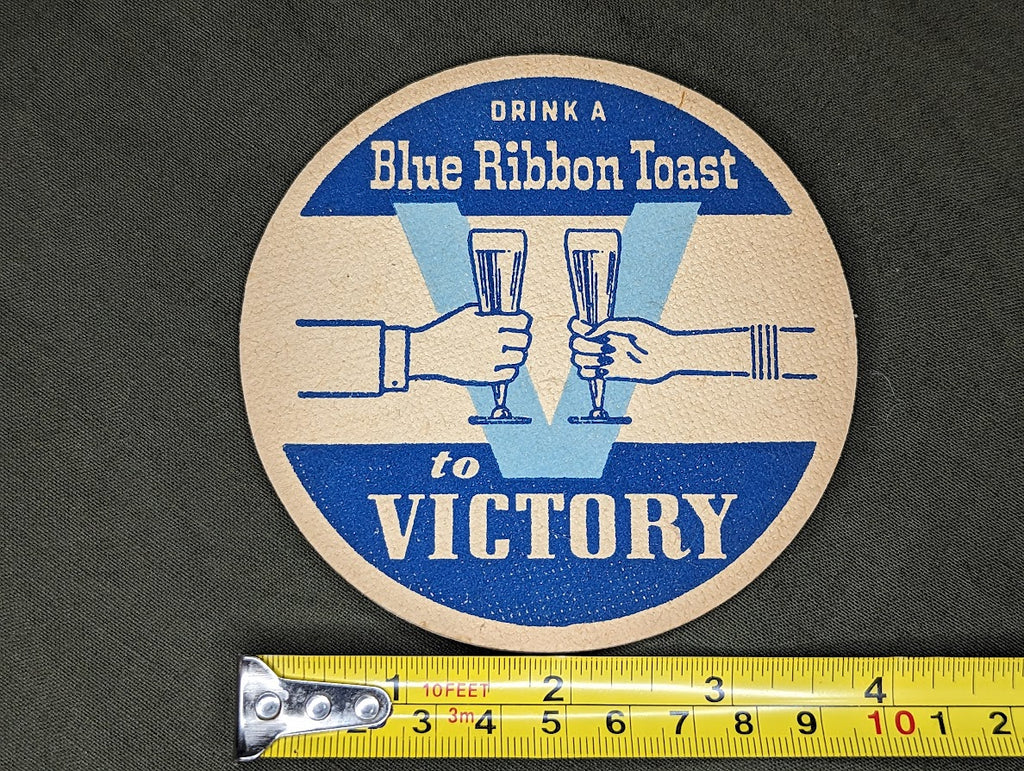 DRINK A
Blue Ribbon Toast
to
VICTORY
1 10FEET 2 3 4
3 3m 4 5 6 7 8 9 10 1 2